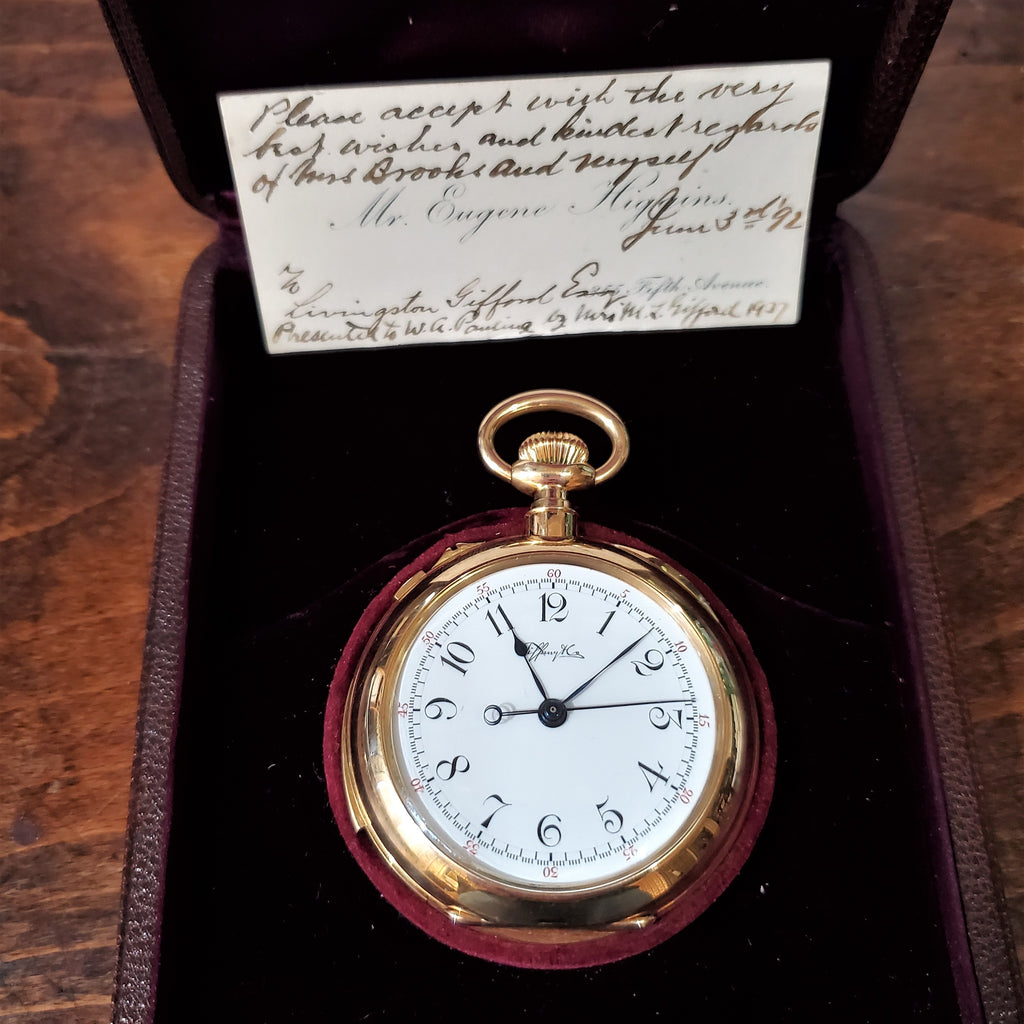 Please accept with the very
best wishes and kindest regards
of Mrs Brooks and myself
Mr. Eugene Higgins.
June 3rd '92
To
Livingston Gifford Esq
Fifth Avenue
Presented to W. A. Pauling by Mrs M L Gifford 1937
60
55 5
12
11 1
50 10
10 2
Tiffany & Co
45 9 3 15
8 4
40 20
7 5
6
35 25
30